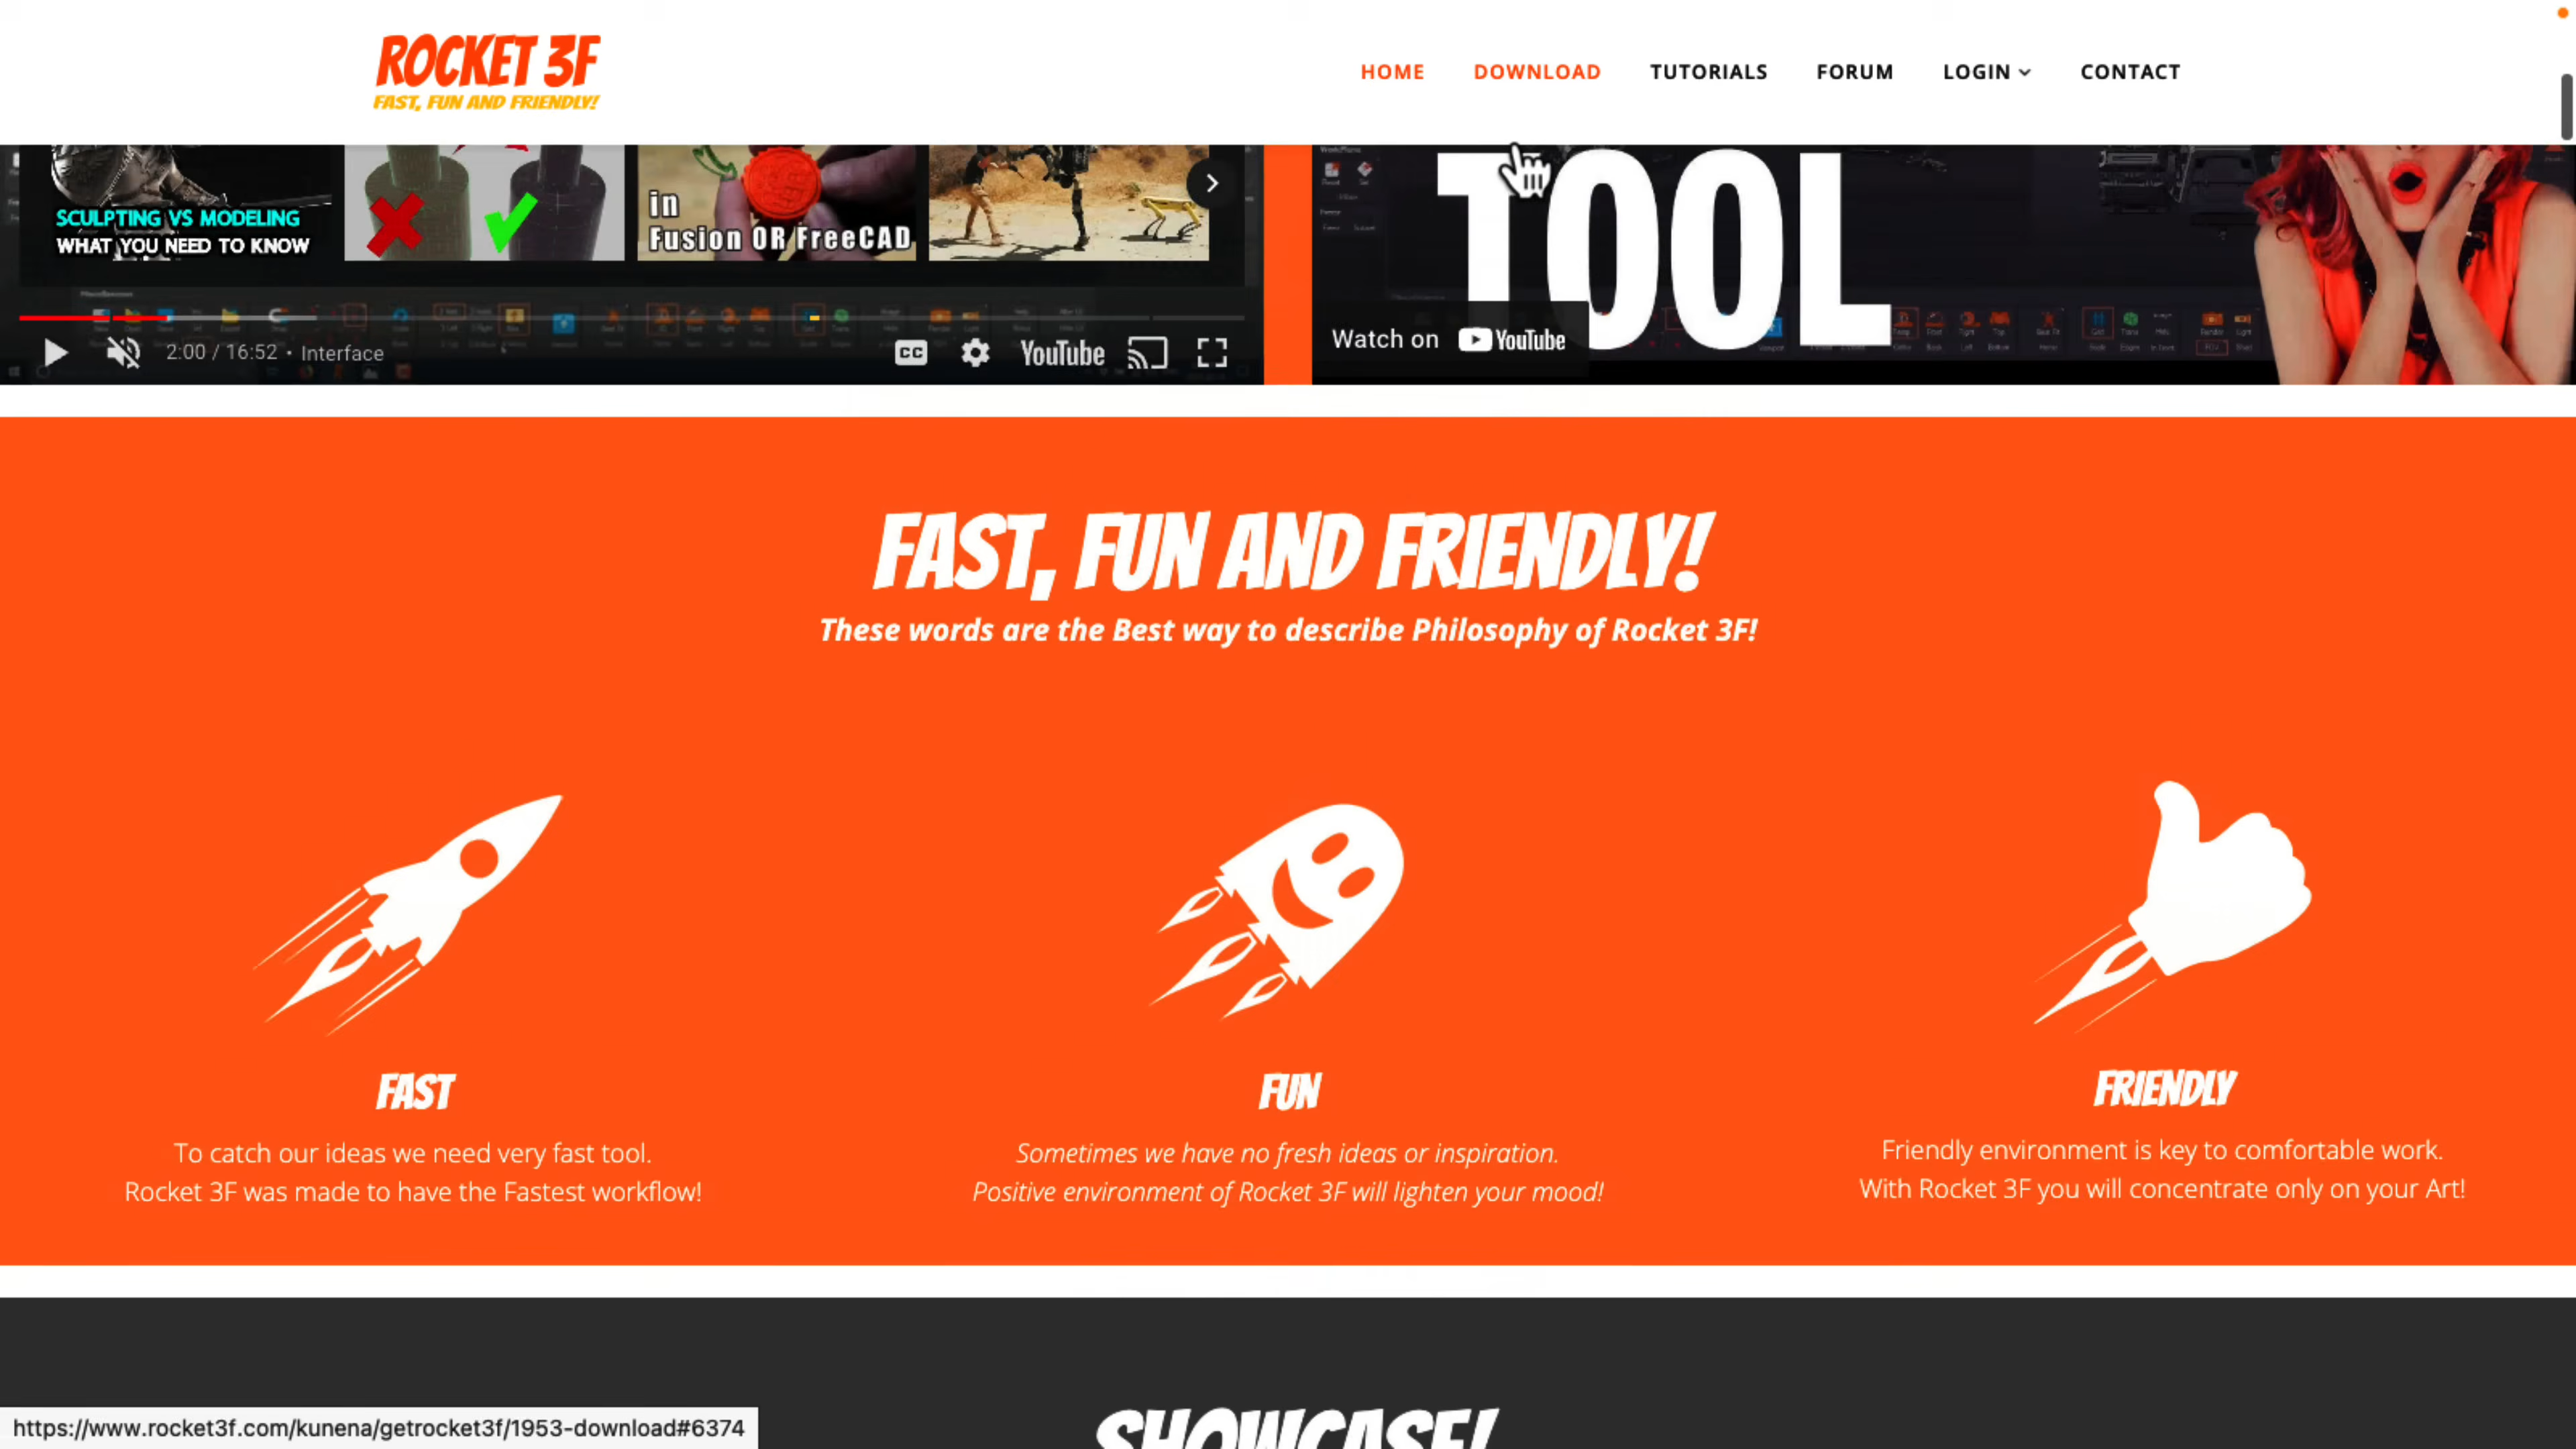 ROCKET 3F
FAST, FUN AND FRIENDLY!
HOME DOWNLOAD TUTORIALS FORUM LOGIN CONTACT
SCULPTING VS MODELING
WHAT YOU NEED TO KNOW
in
Fusion OR FreeCAD
2:00 / 16:52 • Interface
CC
YouTube
TOOL
Watch on YouTube
FAST, FUN AND FRIENDLY!
These words are the Best way to describe Philosophy of Rocket 3F!
FAST
To catch our ideas we need very fast tool.
Rocket 3F was made to have the Fastest workflow!
FUN
Sometimes we have no fresh ideas or inspiration.
Positive environment of Rocket 3F will lighten your mood!
FRIENDLY
Friendly environment is key to comfortable work.
With Rocket 3F you will concentrate only on your Art!
SHOWCASE!
https://www.rocket3f.com/kunena/getrocket3f/1953-download#6374